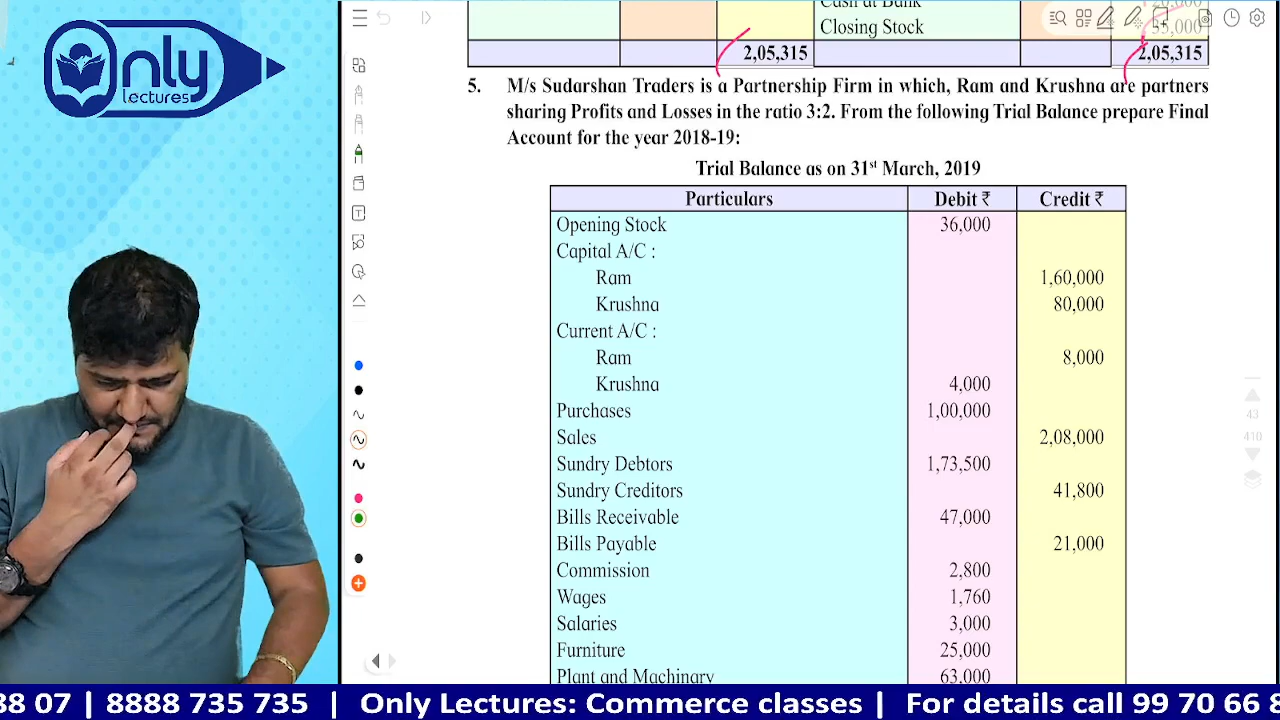 Only
lectures
Closing Stock 55,000
2,05,315 2,05,315
5. M/s Sudarshan Traders is a Partnership Firm in which, Ram and Krushna are partners
sharing Profits and Losses in the ratio 3:2. From the following Trial Balance prepare Final
Account for the year 2018-19:
Trial Balance as on 31st March, 2019
Particulars Debit ₹ Credit ₹
Opening Stock 36,000
Capital A/C :
Ram 1,60,000
Krushna 80,000
Current A/C :
Ram 8,000
Krushna 4,000
Purchases 1,00,000
Sales 2,08,000
Sundry Debtors 1,73,500
Sundry Creditors 41,800
Bills Receivable 47,000
Bills Payable 21,000
Commission 2,800
Wages 1,760
Salaries 3,000
Furniture 25,000
Plant and Machinary 63,000
43
410
88 07 | 8888 735 735 | Only Lectures: Commerce classes | For details call 99 70 66 8